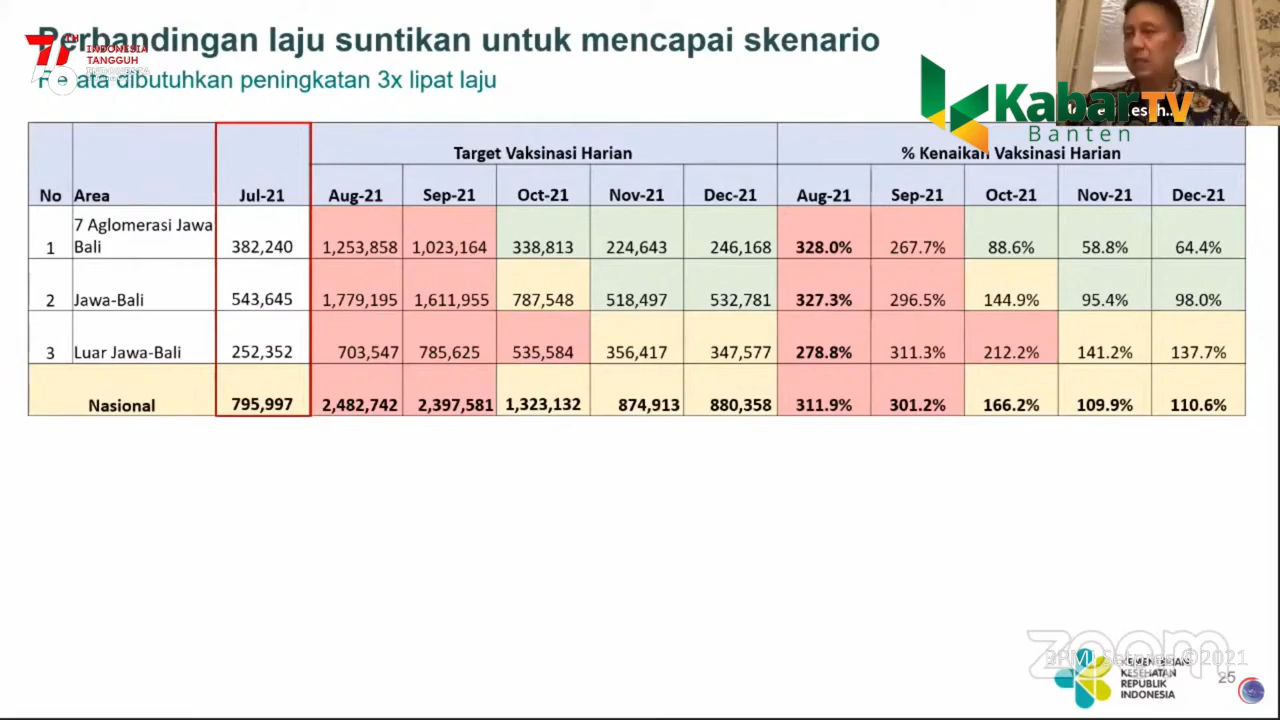 Perbandingan laju suntikan untuk mencapai skenario
dibutuhkan peningkatan 3x lipat laju
TH
INDONESIA
TANGGUH
INDONESIA
KabarTV
Banten
No Area Jul-21 Target Vaksinasi Harian % Kenaikan Vaksinasi Harian
Aug-21 Sep-21 Oct-21 Nov-21 Dec-21 Aug-21 Sep-21 Oct-21 Nov-21 Dec-21
1 7 Aglomerasi Jawa Bali 382,240 1,253,858 1,023,164 338,813 224,643 246,168 328.0% 267.7% 88.6% 58.8% 64.4%
2 Jawa-Bali 543,645 1,779,195 1,611,955 787,548 518,497 532,781 327.3% 296.5% 144.9% 95.4% 98.0%
3 Luar Jawa-Bali 252,352 703,547 785,625 535,584 356,417 347,577 278.8% 311.3% 212.2% 141.2% 137.7%
Nasional 795,997 2,482,742 2,397,581 1,323,132 874,913 880,358 311.9% 301.2% 166.2% 109.9% 110.6%
zoom
BPMI Setpres ©2021
KEMENTERIAN
KESEHATAN
REPUBLIK
INDONESIA
25